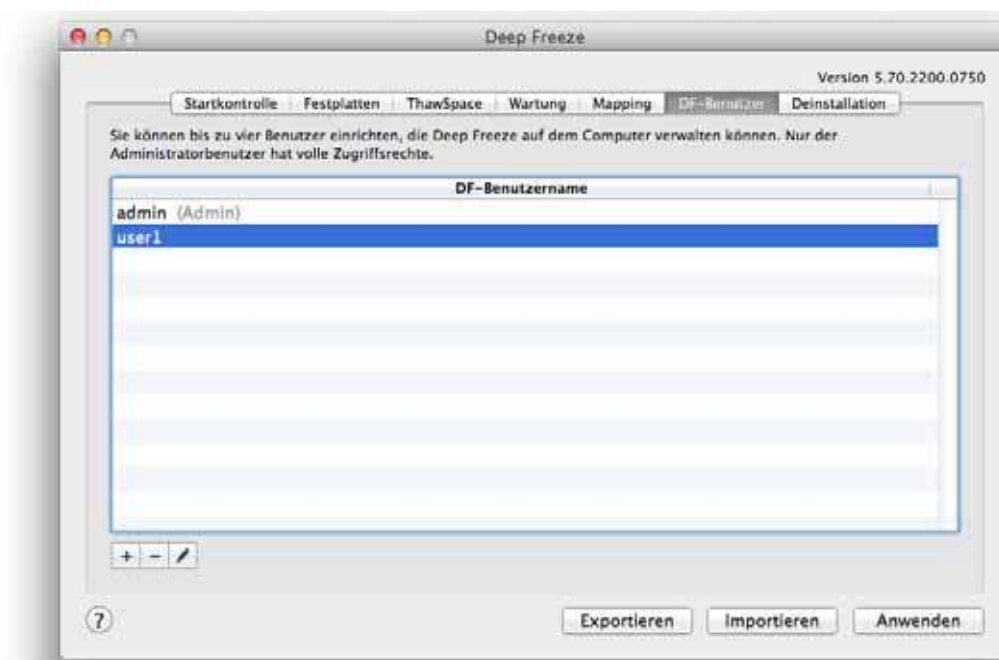 Deep Freeze
Version 5.70.2200.0750
Startkontrolle Festplatten ThawSpace Wartung Mapping DF-Benutzer Deinstallation
Sie können bis zu vier Benutzer einrichten, die Deep Freeze auf dem Computer verwalten können. Nur der
Administratorbenutzer hat volle Zugriffsrechte.
DF-Benutzername
admin (Admin)
user1
+ -
?
Exportieren Importieren Anwenden